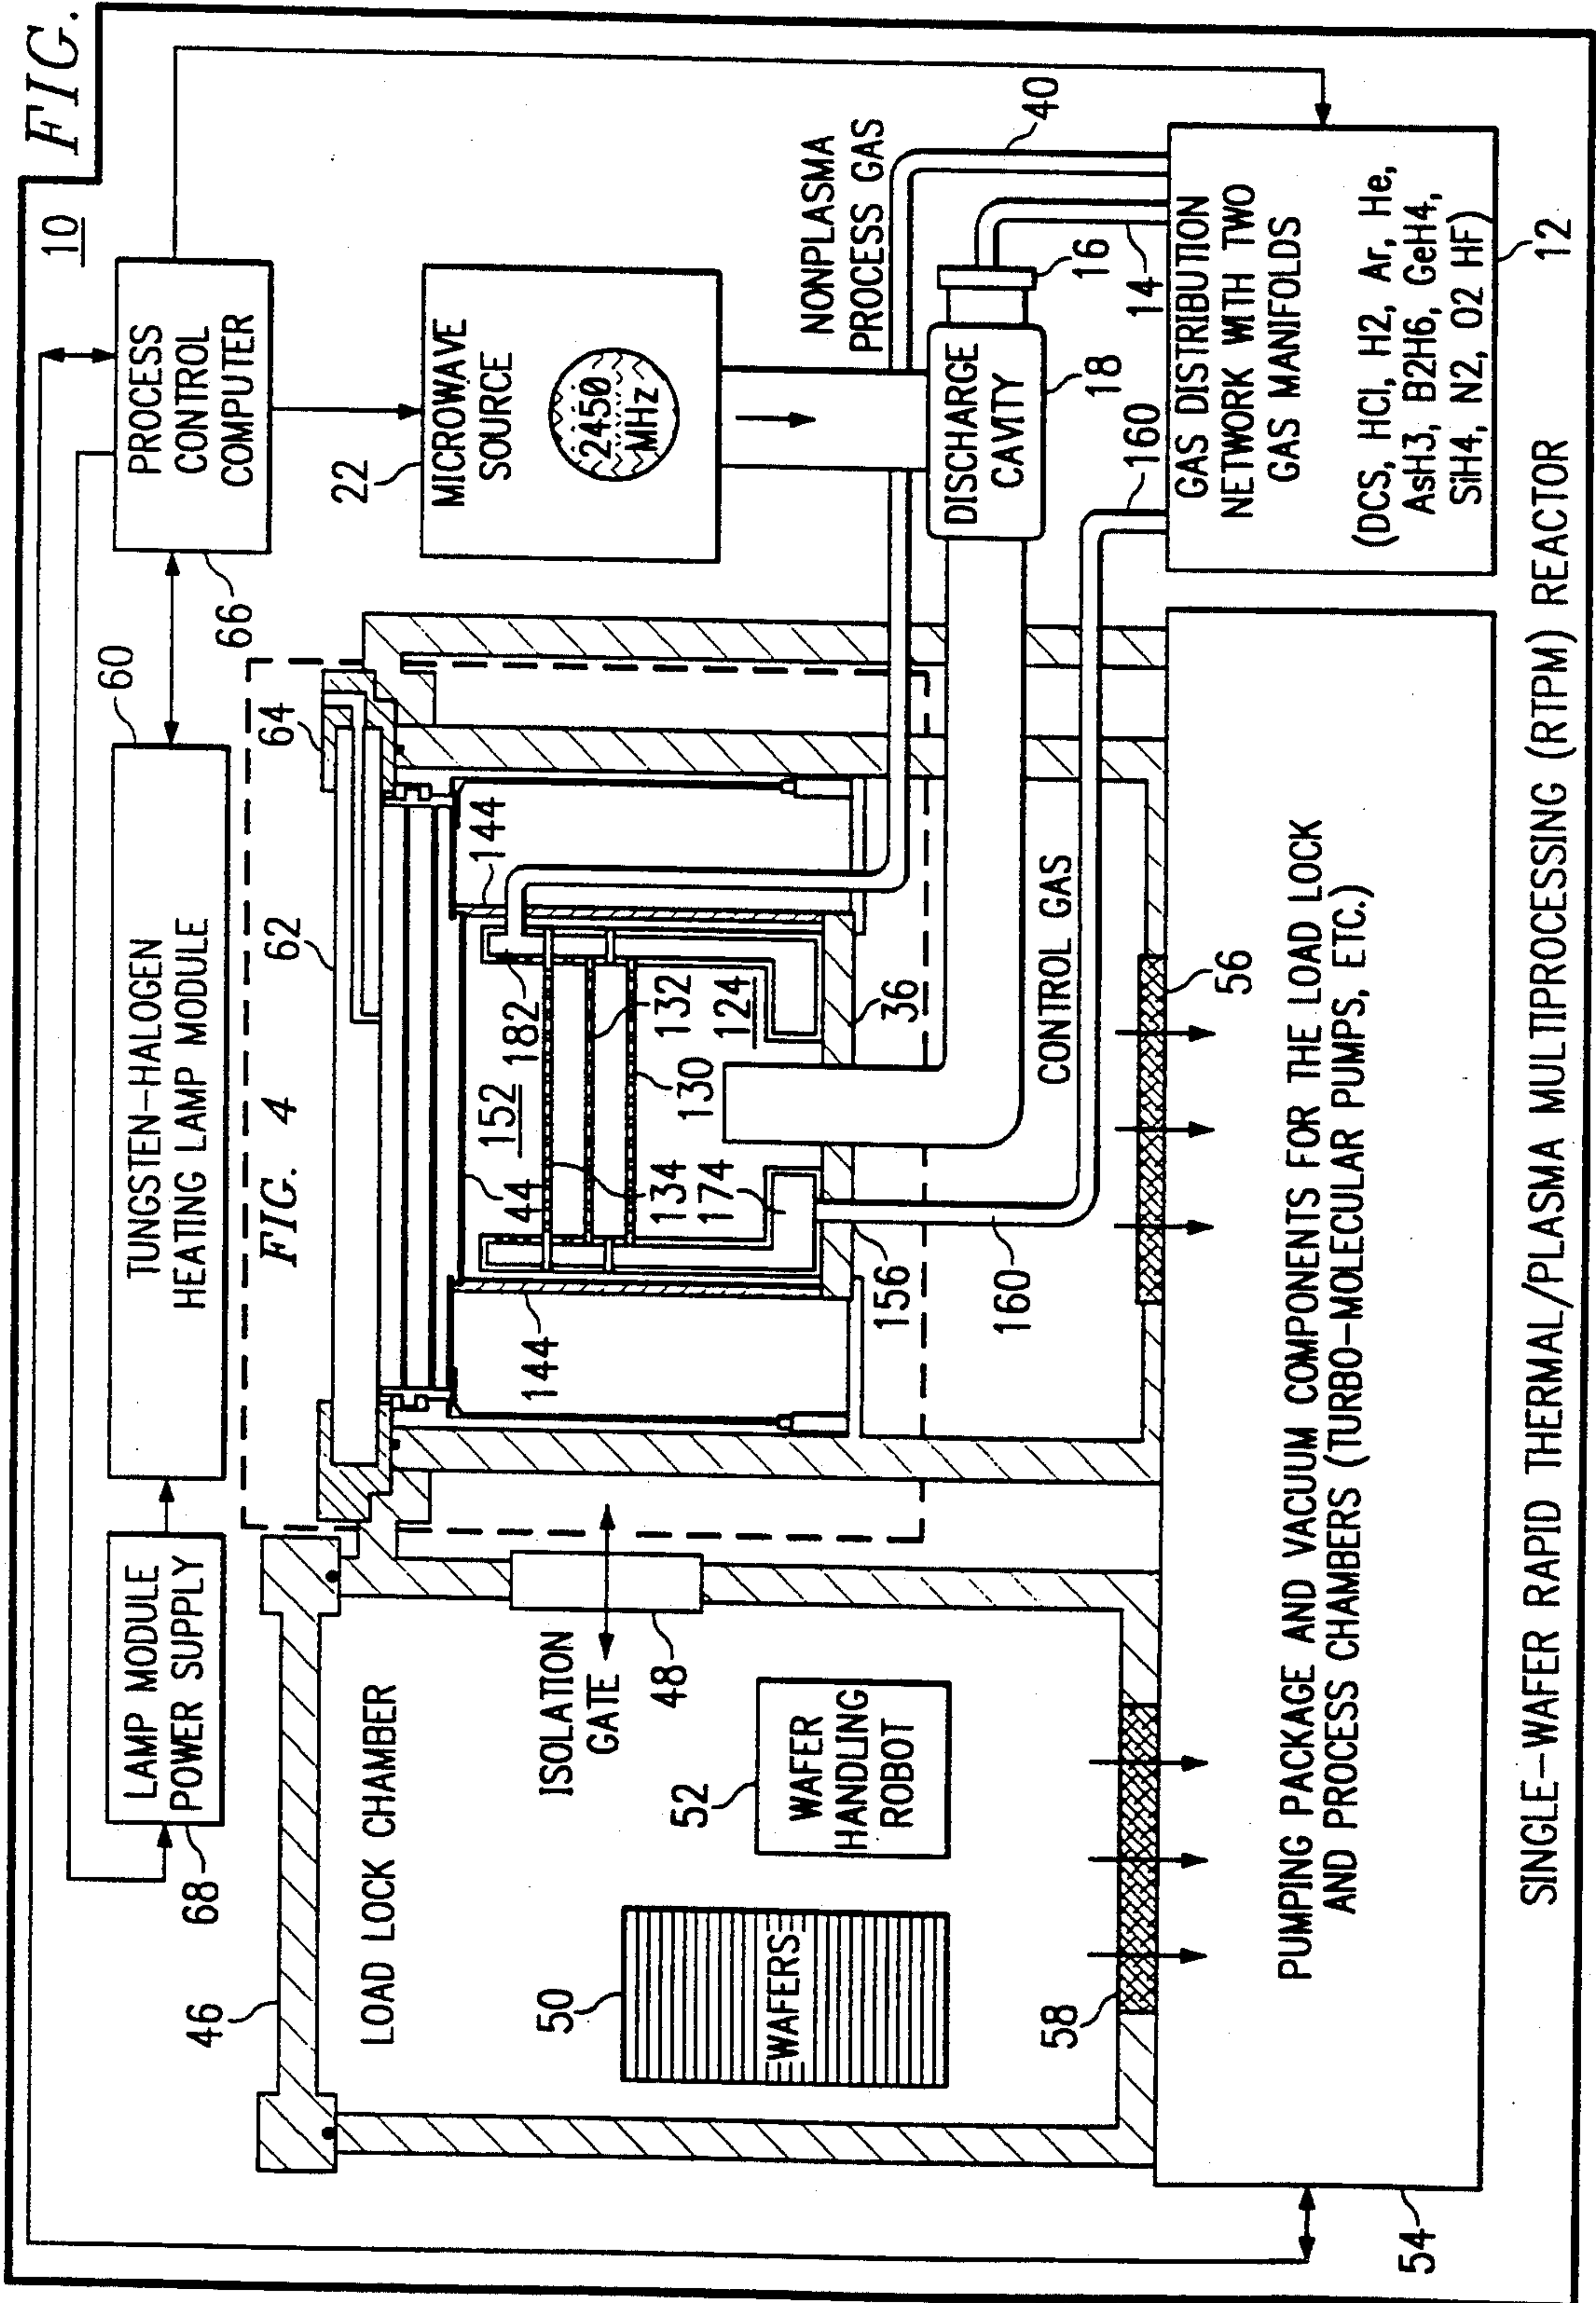 FIG.
10
LAMP MODULE
POWER SUPPLY
68
TUNGSTEN-HALOGEN
HEATING LAMP MODULE
60
PROCESS
CONTROL
COMPUTER
66
46
LOAD LOCK CHAMBER
ISOLATION
GATE
48
50
WAFERS
52
WAFER
HANDLING
ROBOT
58
FIG. 4
62
64
144
144
44
152
182
134
132
130
174
124
156
36
160
CONTROL GAS
56
22
MICROWAVE
SOURCE
2450
MHz
NONPLASMA
PROCESS GAS
40
DISCHARGE
CAVITY
18
16
14
160
GAS DISTRIBUTION
NETWORK WITH TWO
GAS MANIFOLDS
(DCS, HCl, H2, Ar, He,
AsH3, B2H6, GeH4,
SiH4, N2, O2 HF)
12
PUMPING PACKAGE AND VACUUM COMPONENTS FOR THE LOAD LOCK
AND PROCESS CHAMBERS (TURBO-MOLECULAR PUMPS, ETC.)
54
SINGLE-WAFER RAPID THERMAL/PLASMA MULTIPROCESSING (RTPM) REACTOR